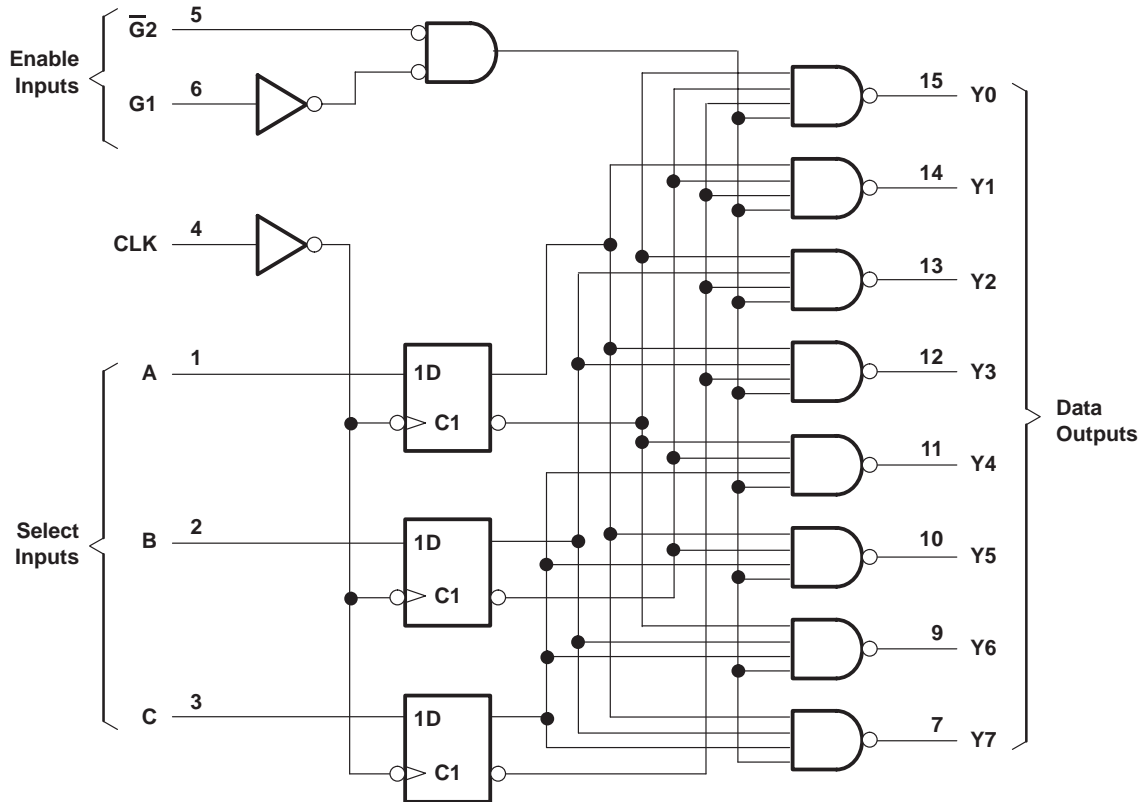 G̅2 5
Enable
Inputs
G1 6
15 Y0
14 Y1
CLK 4
13 Y2
A 1
1D
C1
12 Y3
Data
Outputs
11 Y4
Select
Inputs
B 2
1D
C1
10 Y5
9 Y6
C 3
1D
C1
7 Y7